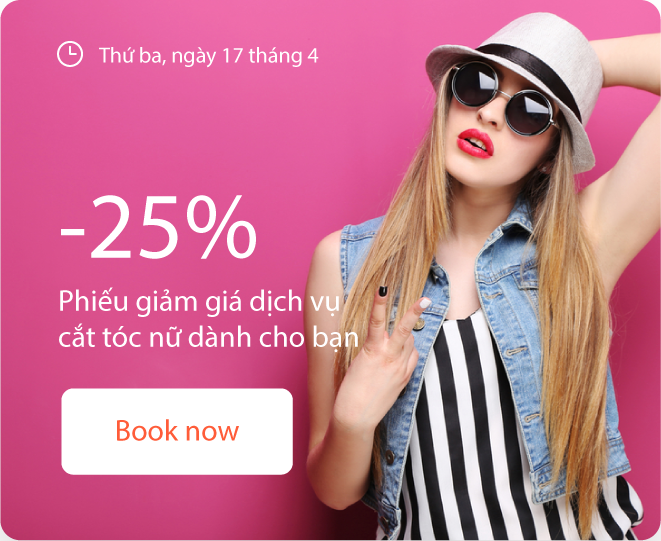 Thứ ba, ngày 17 tháng 4
-25%
Phiếu giảm giá dịch vụ
cắt tóc nữ dành cho bạn
Book now